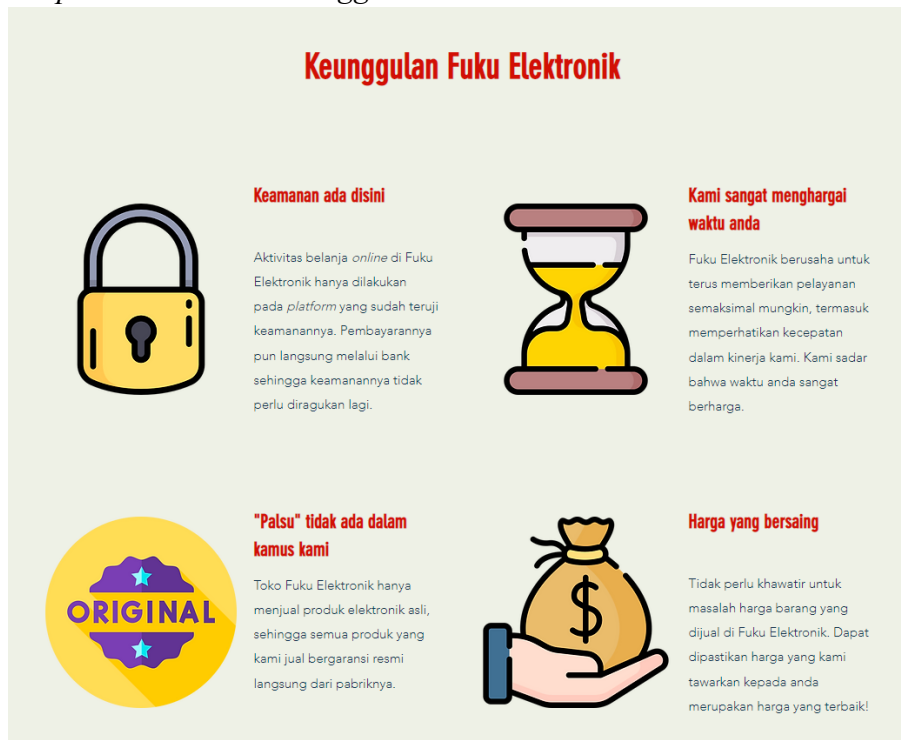 Keunggulan Fuku Elektronik
Keamanan ada disini
Aktivitas belanja online di Fuku
Elektronik hanya dilakukan
pada platform yang sudah teruji
keamanannya. Pembayarannya
pun langsung melalui bank
sehingga keamanannya tidak
perlu diragukan lagi.
Kami sangat menghargai
waktu anda
Fuku Elektronik berusaha untuk
terus memberikan pelayanan
semaksimal mungkin, termasuk
memperhatikan kecepatan
dalam kinerja kami. Kami sadar
bahwa waktu anda sangat
berharga.
ORIGINAL
"Palsu" tidak ada dalam
kamus kami
Toko Fuku Elektronik hanya
menjual produk elektronik asli,
sehingga semua produk yang
kami jual bergaransi resmi
langsung dari pabriknya.
$
Harga yang bersaing
Tidak perlu khawatir untuk
masalah harga barang yang
dijual di Fuku Elektronik. Dapat
dipastikan harga yang kami
tawarkan kepada anda
merupakan harga yang terbaik!